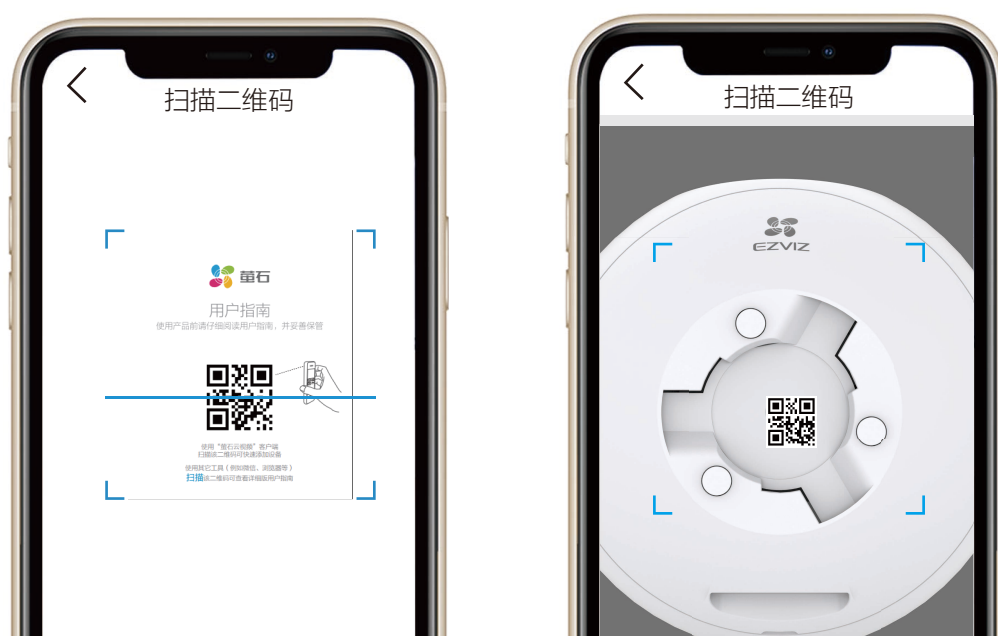 扫描二维码
萤石
用户指南
使用产品前请仔细阅读用户指南，并妥善保管
使用“萤石云视频”客户端
扫描该二维码可快速添加设备
使用其它工具（例如微信、浏览器等）
扫描该二维码可查看详细版用户指南
扫描二维码
EZVIZ